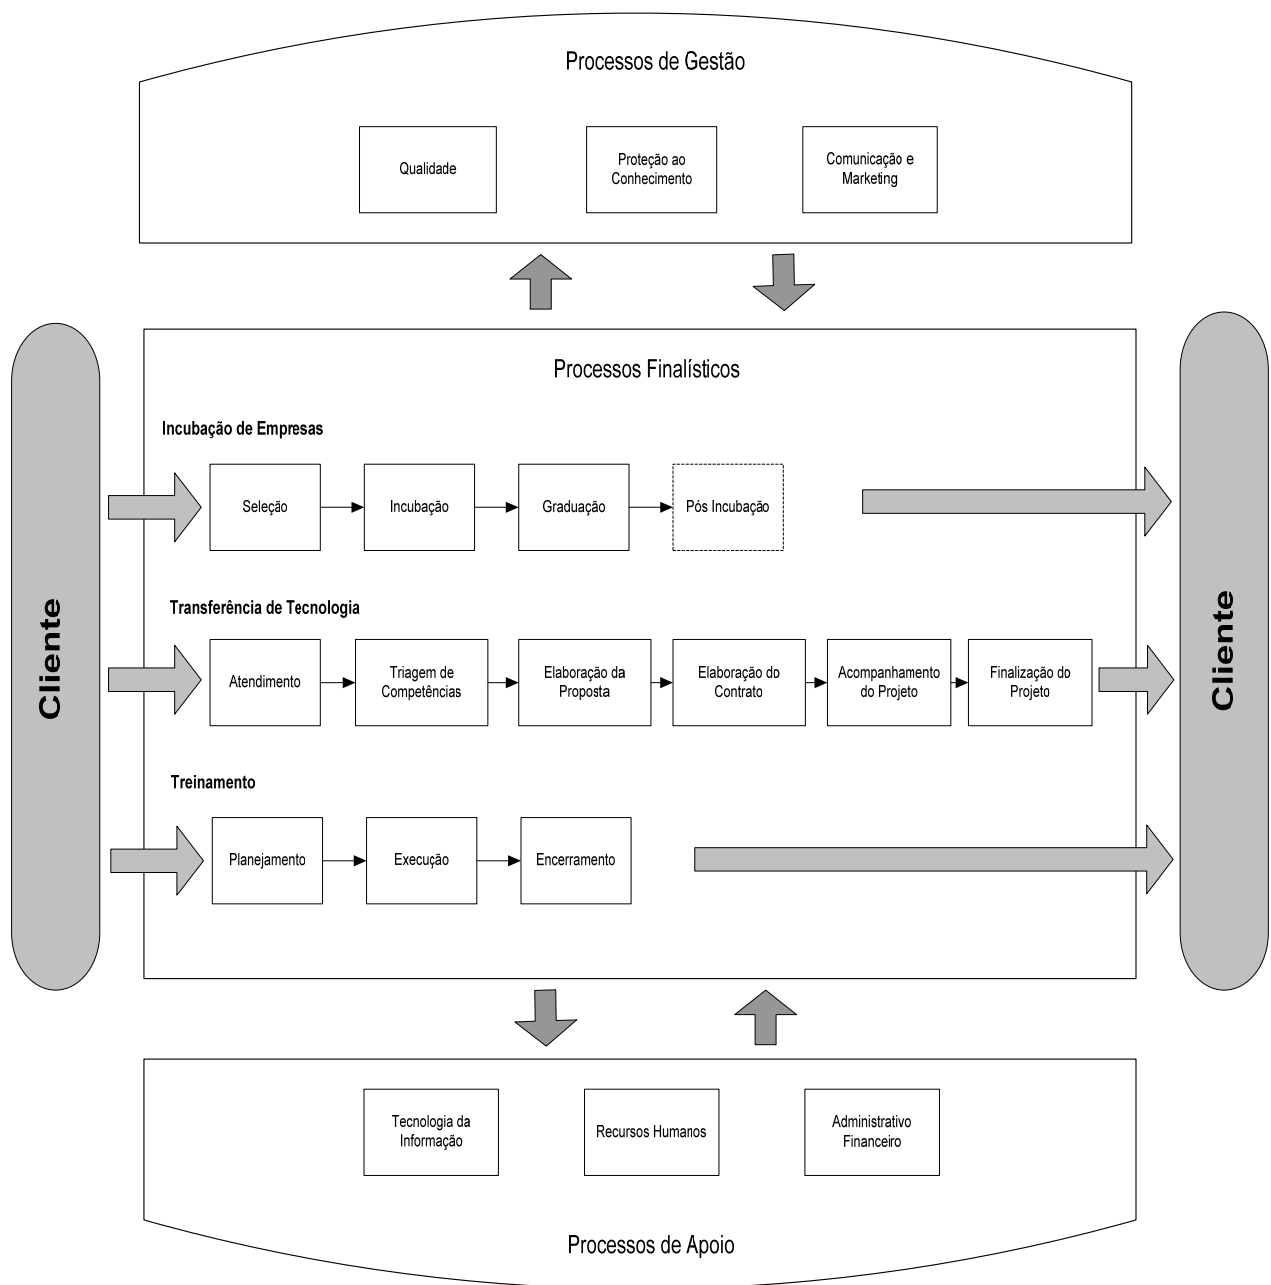 Processos de Gestão
Qualidade
Proteção ao
Conhecimento
Comunicação e
Marketing
Cliente
Processos Finalísticos
Incubação de Empresas
Seleção
Incubação
Graduação
Pós Incubação
Transferência de Tecnologia
Atendimento
Triagem de
Competências
Elaboração da
Proposta
Elaboração do
Contrato
Acompanhamento
do Projeto
Finalização do
Projeto
Treinamento
Planejamento
Execução
Encerramento
Cliente
Tecnologia da
Informação
Recursos Humanos
Administrativo
Financeiro
Processos de Apoio